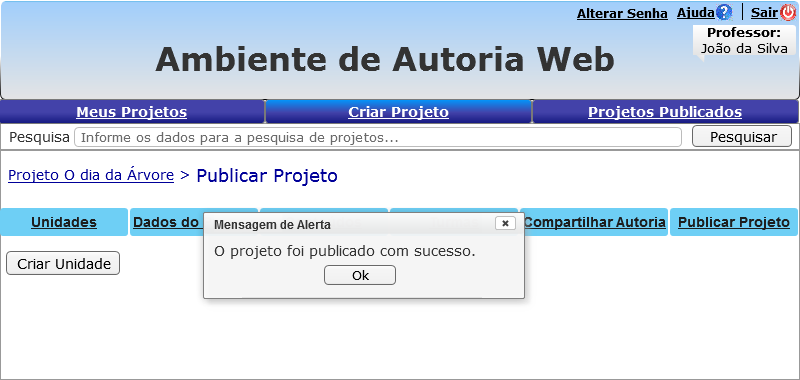 Alterar Senha Ajuda? | Sair
Professor:
João da Silva
Ambiente de Autoria Web
Meus Projetos Criar Projeto Projetos Publicados
Pesquisa Informe os dados para a pesquisa de projetos... Pesquisar
Projeto O dia da Árvore > Publicar Projeto
Unidades Dados do Compartilhar Autoria Publicar Projeto
Mensagem de Alerta
O projeto foi publicado com sucesso.
Ok
Criar Unidade